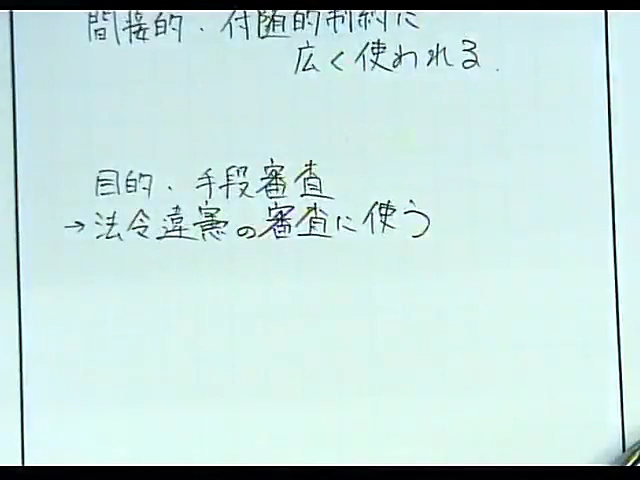 間接的・付随的制約に
広く使われる.
目的・手段審査
→法令違憲の審査に使う